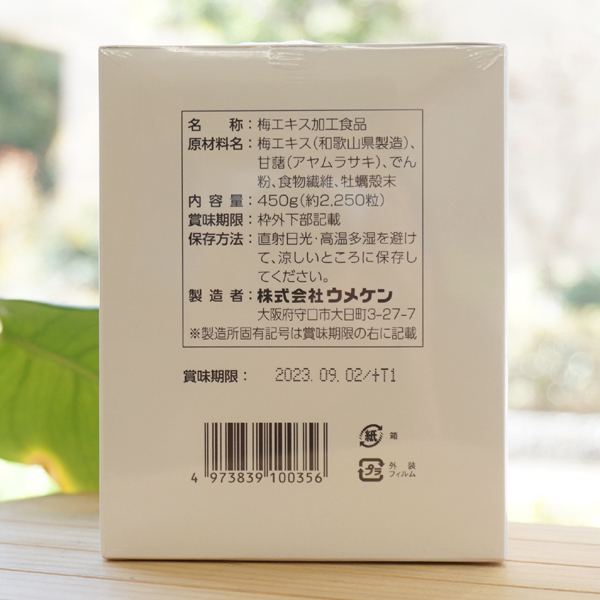 名　　称：梅エキス加工食品
原材料名：梅エキス（和歌山県製造）、
甘藷（アヤムラサキ）、でん
粉、食物繊維、牡蠣殻末
内 容 量：450g（約2,250粒）
賞味期限：枠外下部記載
保存方法：直射日光・高温多湿を避け
て、涼しいところに保存し
てください。
製 造 者：株式会社ウメケン
大阪府守口市大日町3-27-7
※製造所固有記号は賞味期限の右に記載
賞味期限： 2023. 09. 02/+T1
紙 箱
4 973839 100356
プラ 外 装
フィルム